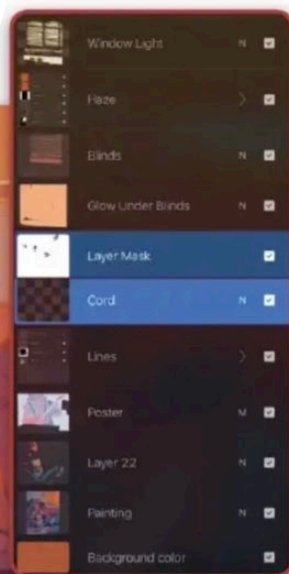 Window Light N
Haze
Blinds N
Glow Under Blinds N
Layer Mask
Cord N
Lines
Poster M
Layer 22 N
Painting N
Background color